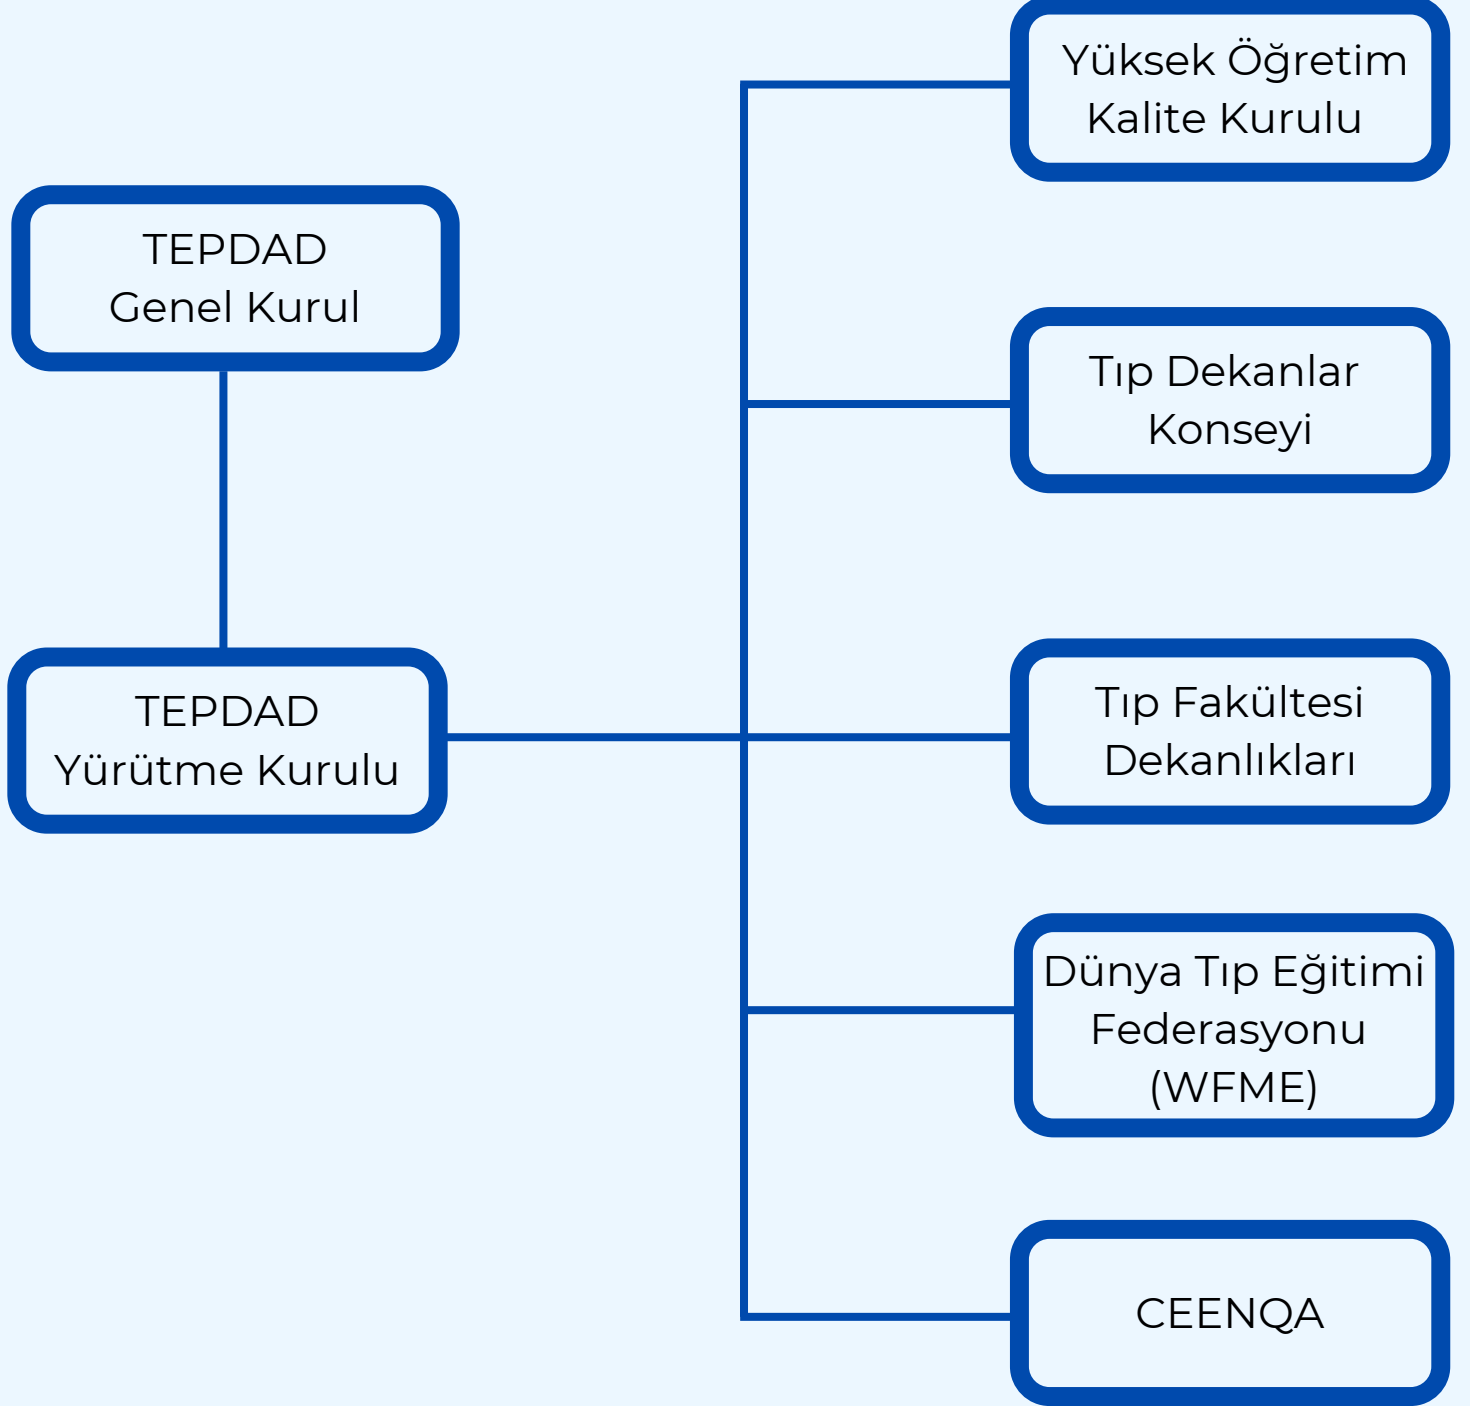 TEPDAD
Genel Kurul
TEPDAD
Yürütme Kurulu
Yüksek Öğretim
Kalite Kurulu
Tıp Dekanlar
Konseyi
Tıp Fakültesi
Dekanlıkları
Dünya Tıp Eğitimi
Federasyonu
(WFME)
CEENQA